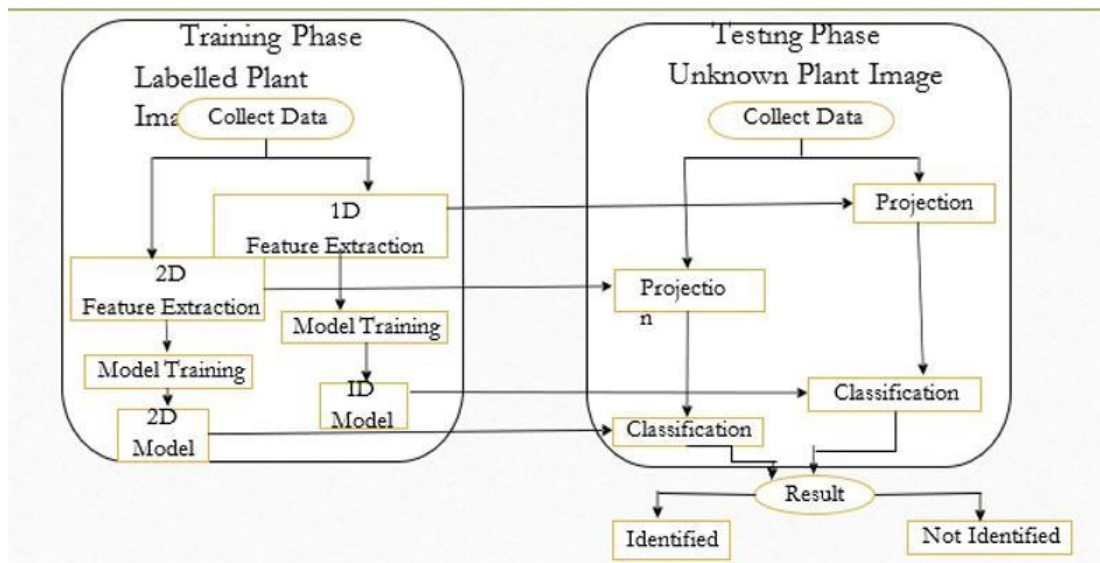 Training Phase
Labelled Plant
Ima
Collect Data
1D
Feature Extraction
2D
Feature Extraction
Model Training
Model Training
1D
Model
2D
Model
Testing Phase
Unknown Plant Image
Collect Data
Projection
Projectio
n
Classification
Classification
Result
Identified
Not Identified